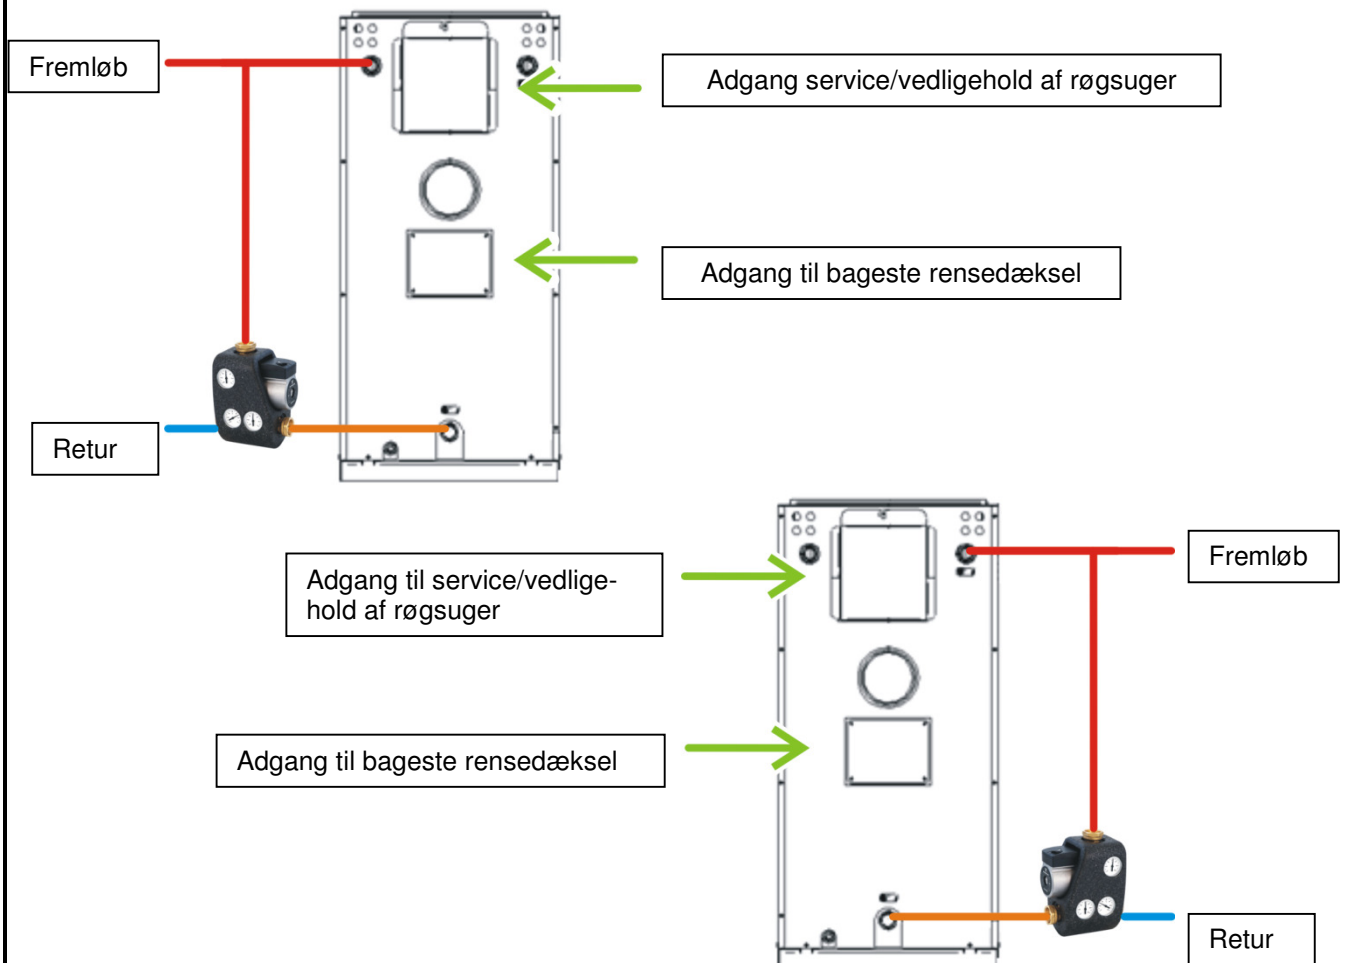 Fremløb
Adgang service/vedligehold af røgsuger
Adgang til bageste rensedæksel
Retur
Adgang til service/vedlige-
hold af røgsuger
Fremløb
Adgang til bageste rensedæksel
Retur